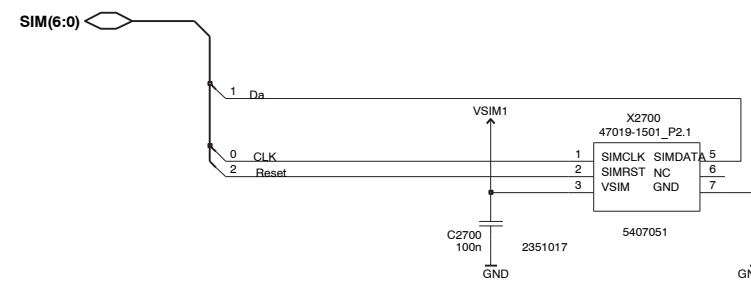 SIM(6:0)
1 Da
VSIM1
X2700
47019-1501_P2.1
0 CLK
1 SIMCLK SIMDATA 5
2 Reset
2 SIMRST NC 6
3 VSIM GND 7
C2700
100n
2351017
5407051
GND
GN